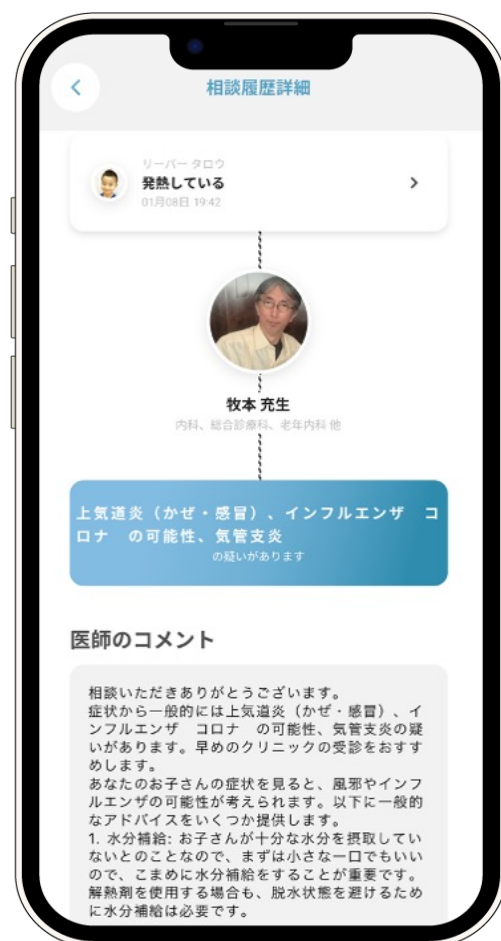 相談履歴詳細
リーバー タロウ
発熱している
01月08日 19:42
牧本 充生
内科、総合診療科、老年内科 他
上気道炎（かぜ・感冒）、インフルエンザ　コ
ロナ　の可能性、気管支炎
の疑いがあります
医師のコメント
相談いただきありがとうございます。
症状から一般的には上気道炎（かぜ・感冒）、イ
ンフルエンザ　コロナ　の可能性、気管支炎の疑
いがあります。早めのクリニックの受診をおすす
めします。
あなたのお子さんの症状を見ると、風邪やインフ
ルエンザの可能性が考えられます。以下に一般的
なアドバイスをいくつか提供します。
1. 水分補給: お子さんが十分な水分を摂取してい
ないとのことなので、まずは小さな一口でもいい
ので、こまめに水分補給をすることが重要です。
解熱剤を使用する場合も、脱水状態を避けるため
に水分補給は必要です。